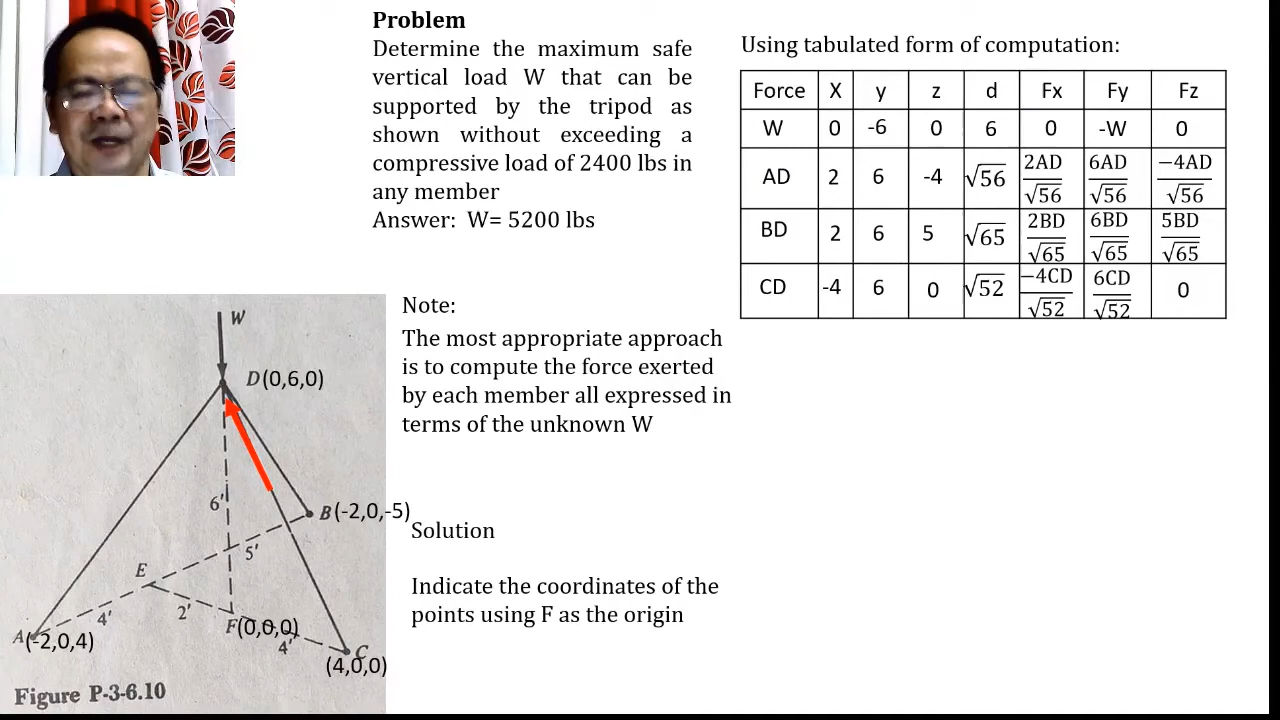 Problem
Determine the maximum safe
vertical load W that can be
supported by the tripod as
shown without exceeding a
compressive load of 2400 lbs in
any member
Answer: W= 5200 lbs
Note:
The most appropriate approach
is to compute the force exerted
by each member all expressed in
terms of the unknown W
Solution
Indicate the coordinates of the
points using F as the origin
Using tabulated form of computation:
Force X y z d Fx Fy Fz
W 0 -6 0 6 0 -W 0
AD 2 6 -4 √56 2AD/√56 6AD/√56 −4AD/√56
BD 2 6 5 √65 2BD/√65 6BD/√65 5BD/√65
CD -4 6 0 √52 −4CD/√52 6CD/√52 0
W
D(0,6,0)
6'
B(-2,0,-5)
5'
E
4'
2'
A(-2,0,4)
F(0,0,0)
4'
C
(4,0,0)
Figure P-3-6.10